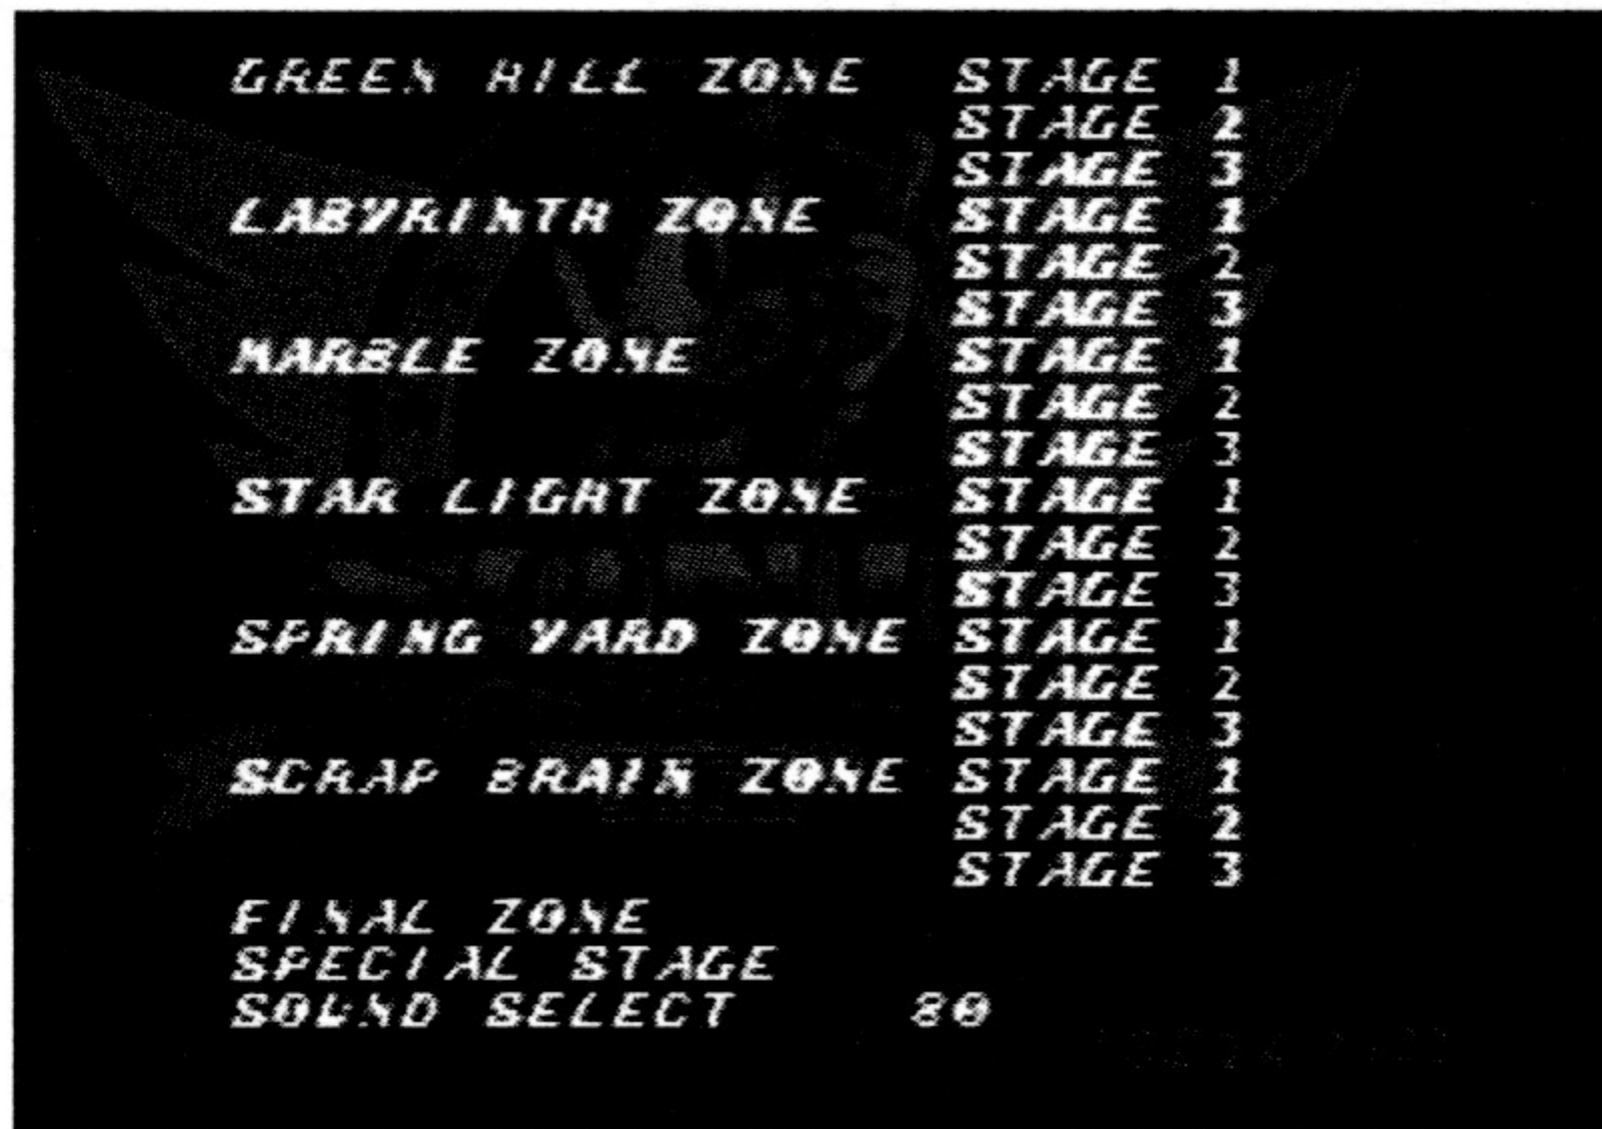 GREEN HILL ZONE STAGE 1
STAGE 2
STAGE 3
LABYRINTH ZONE STAGE 1
STAGE 2
STAGE 3
MARBLE ZONE STAGE 1
STAGE 2
STAGE 3
STAR LIGHT ZONE STAGE 1
STAGE 2
STAGE 3
SPRING YARD ZONE STAGE 1
STAGE 2
STAGE 3
SCRAP BRAIN ZONE STAGE 1
STAGE 2
STAGE 3
FINAL ZONE
SPECIAL STAGE
SOUND SELECT 80